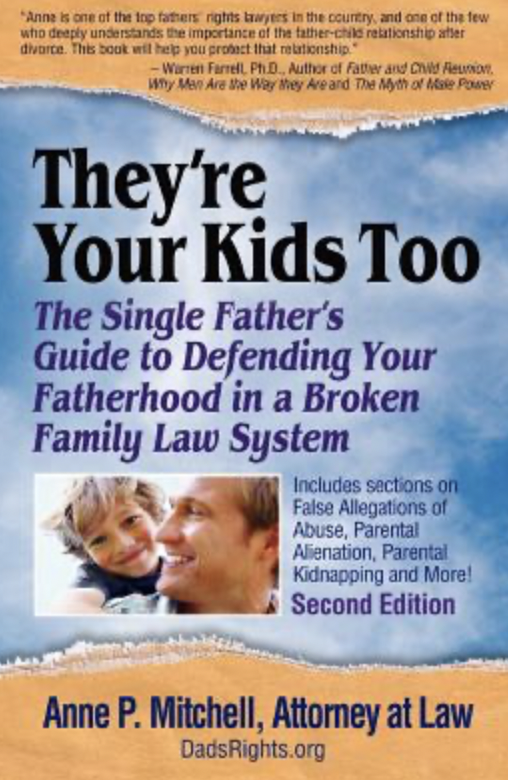 "Anne is one of the top fathers' rights lawyers in the country, and one of the few
who deeply understands the importance of the father-child relationship after
divorce. This book will help you protect that relationship."
– Warren Farrell, Ph.D., Author of Father and Child Reunion,
Why Men Are the Way they Are and The Myth of Male Power
They're
Your Kids Too
The Single Father's
Guide to Defending Your
Fatherhood in a Broken
Family Law System
Includes sections on
False Allegations of
Abuse, Parental
Alienation, Parental
Kidnapping and More!
Second Edition
Anne P. Mitchell, Attorney at Law
DadsRights.org